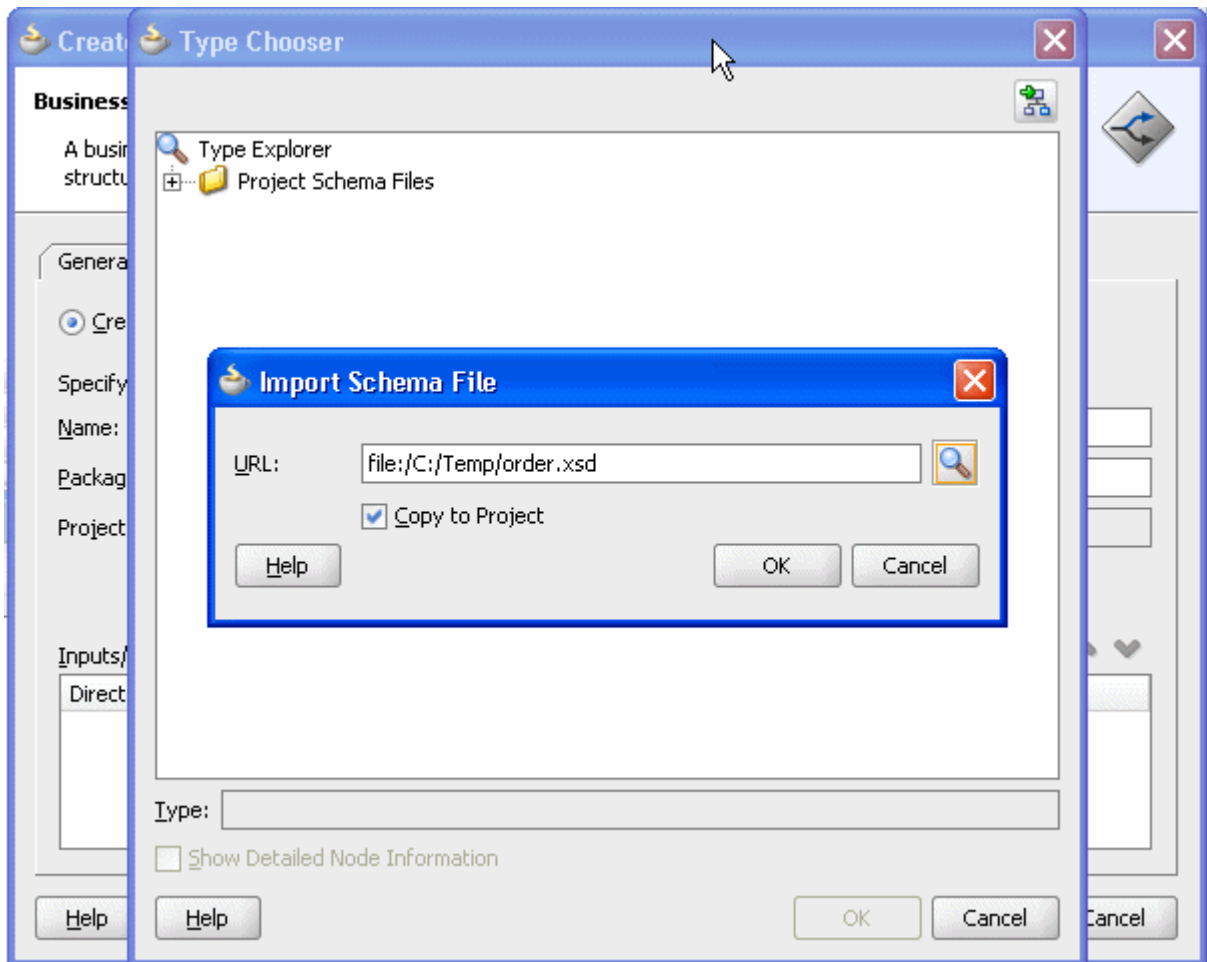 Creat
Type Chooser
Business
A busin
structu
Type Explorer
Project Schema Files
Genera
Cre
Import Schema File
Specify
Name:
URL:
file:/C:/Temp/order.xsd
Packag
Copy to Project
Project
Help
OK
Cancel
Inputs/
Direct
Type:
Show Detailed Node Information
Help
Help
OK
Cancel
Cancel